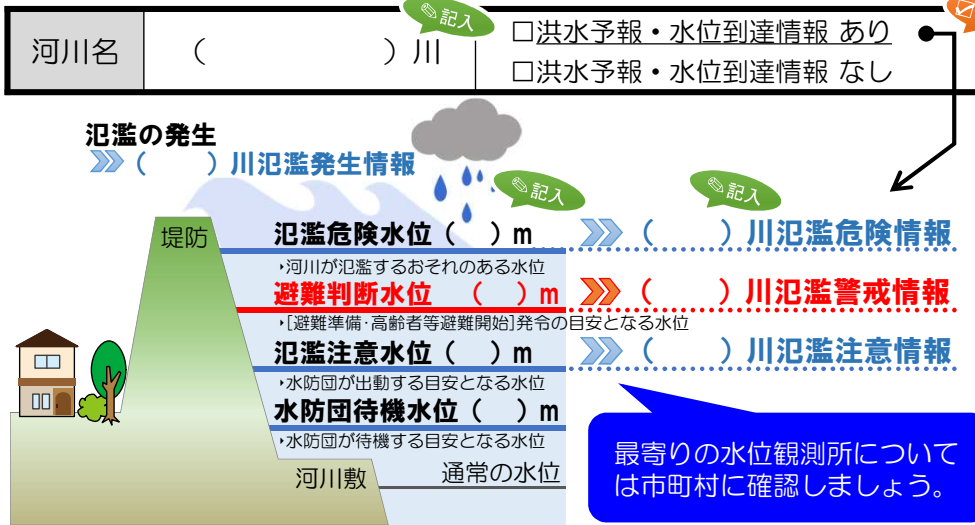 河川名 （　　　　　）川 記入
□洪水予報・水位到達情報 あり
□洪水予報・水位到達情報 なし
氾濫の発生
（　　）川氾濫発生情報
記入
記入
堤防
氾濫危険水位（　）m （　　）川氾濫危険情報
・河川が氾濫するおそれのある水位
避難判断水位　（　）m （　　）川氾濫警戒情報
・[避難準備・高齢者等避難開始]発令の目安となる水位
氾濫注意水位（　）m （　　）川氾濫注意情報
・水防団が出動する目安となる水位
水防団待機水位（　）m
・水防団が待機する目安となる水位
河川敷
通常の水位
最寄りの水位観測所について
は市町村に確認しましょう。